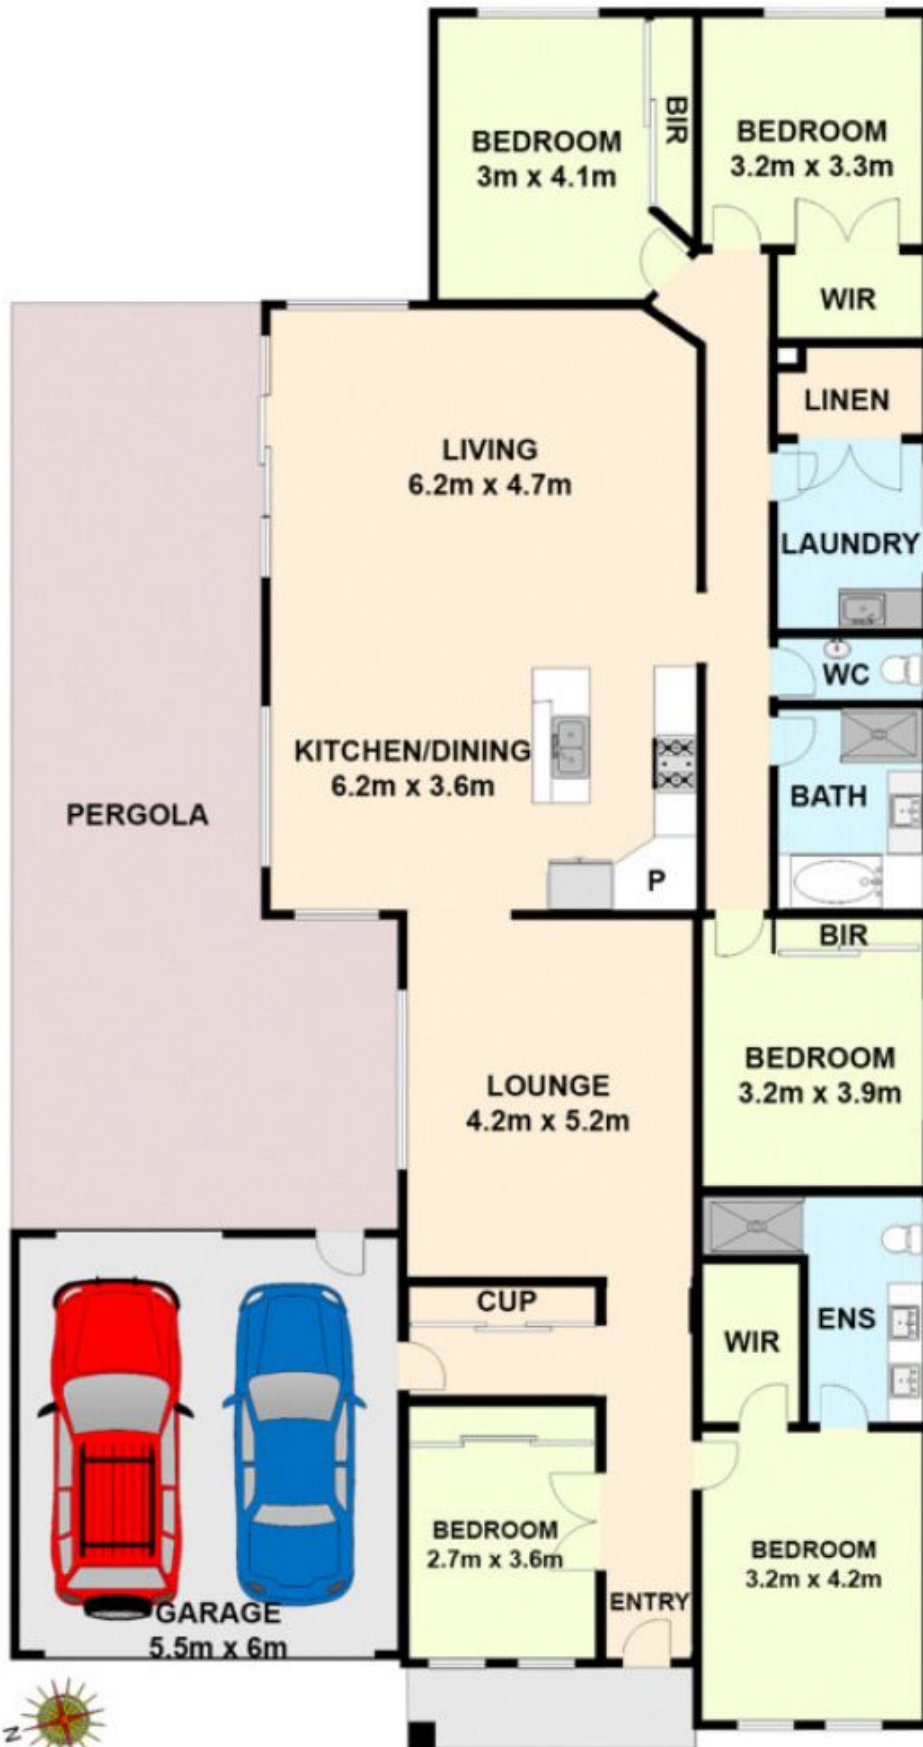 BEDROOM
3m x 4.1m
BIR
BEDROOM
3.2m x 3.3m
WIR
LINEN
LIVING
6.2m x 4.7m
LAUNDRY
WC
KITCHEN/DINING
6.2m x 3.6m
BATH
PERGOLA
P
BIR
BEDROOM
3.2m x 3.9m
LOUNGE
4.2m x 5.2m
CUP
ENS
WIR
BEDROOM
2.7m x 3.6m
BEDROOM
3.2m x 4.2m
ENTRY
GARAGE
5.5m x 6m
N